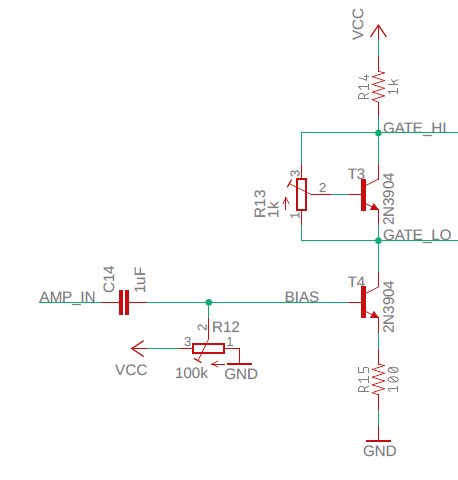 VCC
R14
1k
GATE_HI
3
T3
2
R13
1k
1
2N3904
GATE_LO
C14
1uF
T4
AMP_IN
BIAS
2N3904
2
R12
3
1
VCC
100k
GND
R15
100
GND